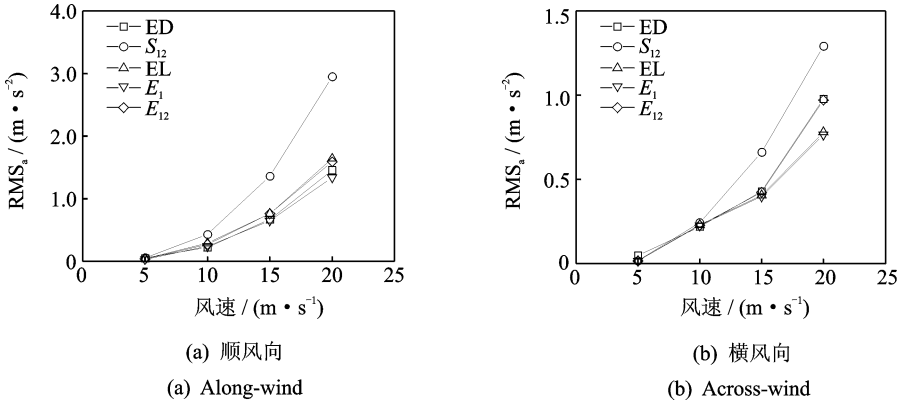 4.0
3.0
2.0
1.0
0
RMSₐ / (m · s⁻²)
ED
S₁₂
EL
E₁
E₁₂
0 5 10 15 20 25
风速 / (m · s⁻¹)
(a) 顺风向
(a) Along-wind
1.5
1.0
0.5
0
RMSₐ / (m · s⁻²)
ED
S₁₂
EL
E₁
E₁₂
0 5 10 15 20 25
风速 / (m · s⁻¹)
(b) 横风向
(b) Across-wind